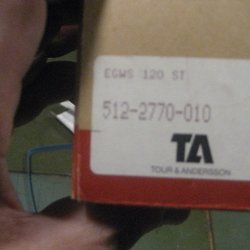 EGWS 120 ST
512-2770-010
TA
TOUR & ANDERSSON